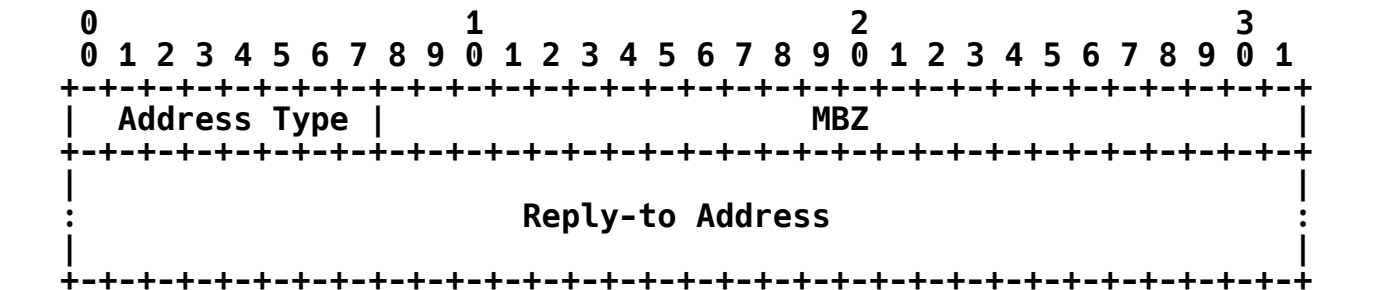 0                   1                   2                   3
 0 1 2 3 4 5 6 7 8 9 0 1 2 3 4 5 6 7 8 9 0 1 2 3 4 5 6 7 8 9 0 1
+-+-+-+-+-+-+-+-+-+-+-+-+-+-+-+-+-+-+-+-+-+-+-+-+-+-+-+-+-+-+-+-+
|  Address Type |                      MBZ                      |
+-+-+-+-+-+-+-+-+-+-+-+-+-+-+-+-+-+-+-+-+-+-+-+-+-+-+-+-+-+-+-+-+
|                                                               |
:                       Reply-to Address                        :
|                                                               |
+-+-+-+-+-+-+-+-+-+-+-+-+-+-+-+-+-+-+-+-+-+-+-+-+-+-+-+-+-+-+-+-+